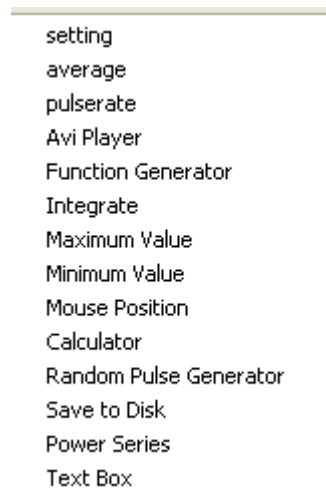 setting
average
pulserate
Avi Player
Function Generator
Integrate
Maximum Value
Minimum Value
Mouse Position
Calculator
Random Pulse Generator
Save to Disk
Power Series
Text Box